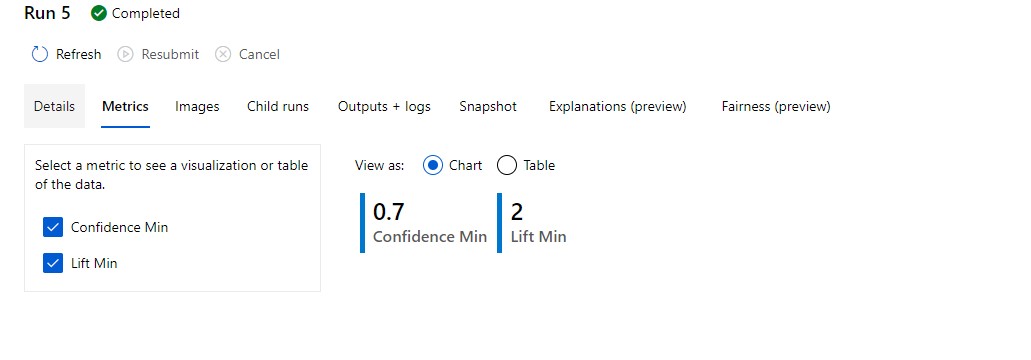 Run 5 Completed
Refresh Resubmit Cancel
Details Metrics Images Child runs Outputs + logs Snapshot Explanations (preview) Fairness (preview)
Select a metric to see a visualization or table
of the data.
Confidence Min
Lift Min
View as: Chart Table
0.7
Confidence Min
2
Lift Min